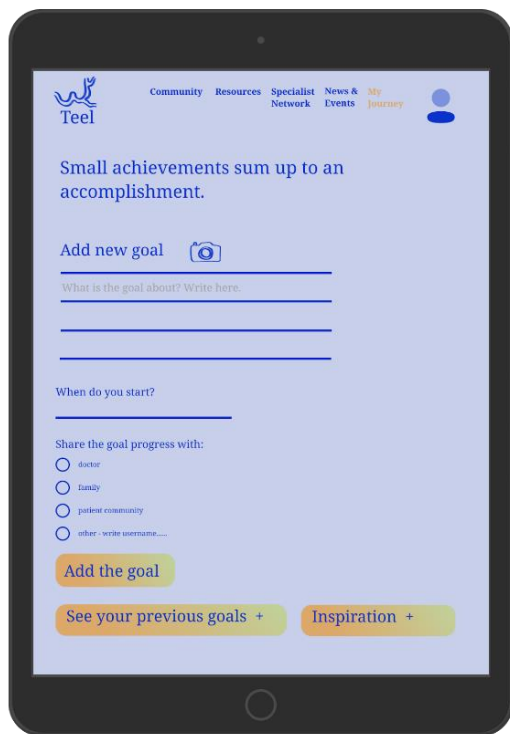 Community Resources Specialist Network News & Events My Journey
Teel
Small achievements sum up to an
accomplishment.
Add new goal
What is the goal about? Write here.
When do you start?
Share the goal progress with:
doctor
family
patient community
other - write username.....
Add the goal
See your previous goals +
Inspiration +